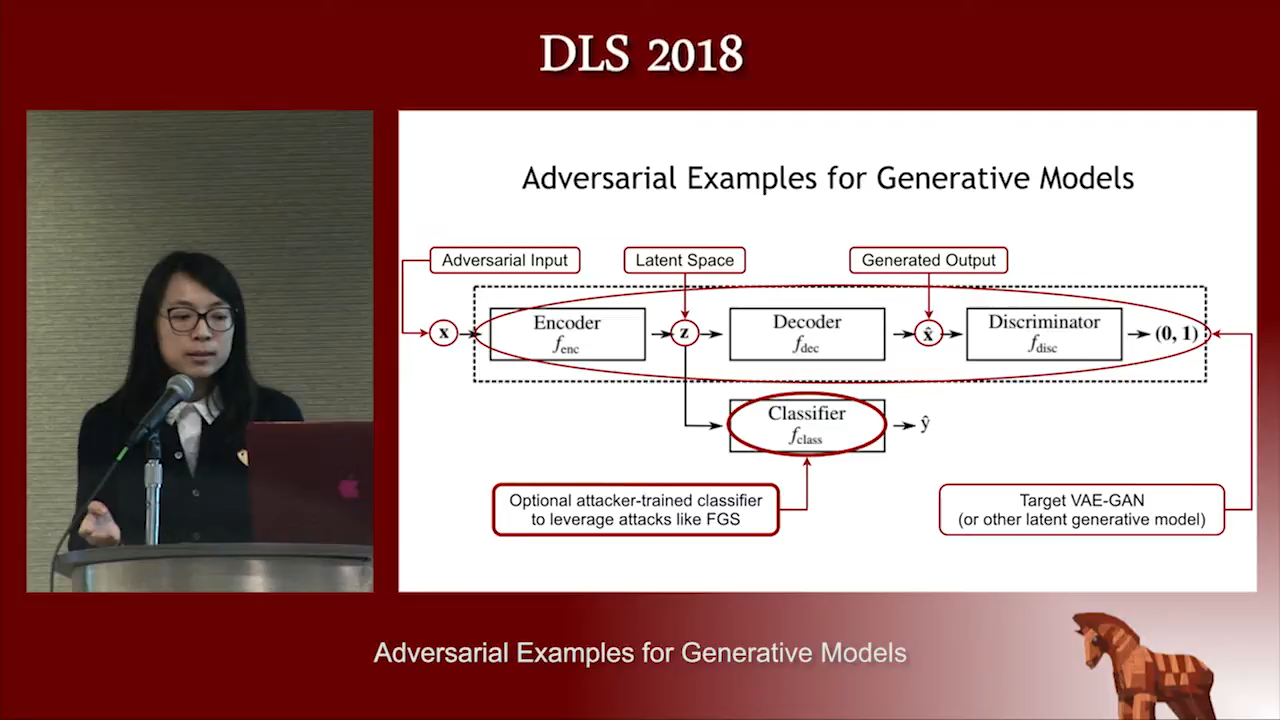 DLS 2018
Adversarial Examples for Generative Models
Adversarial Input
Latent Space
Generated Output
x
Encoder
f_enc
z
Decoder
f_dec
x̂
Discriminator
f_disc
(0, 1)
Classifier
f_class
ŷ
Optional attacker-trained classifier
to leverage attacks like FGS
Target VAE-GAN
(or other latent generative model)
Adversarial Examples for Generative Models